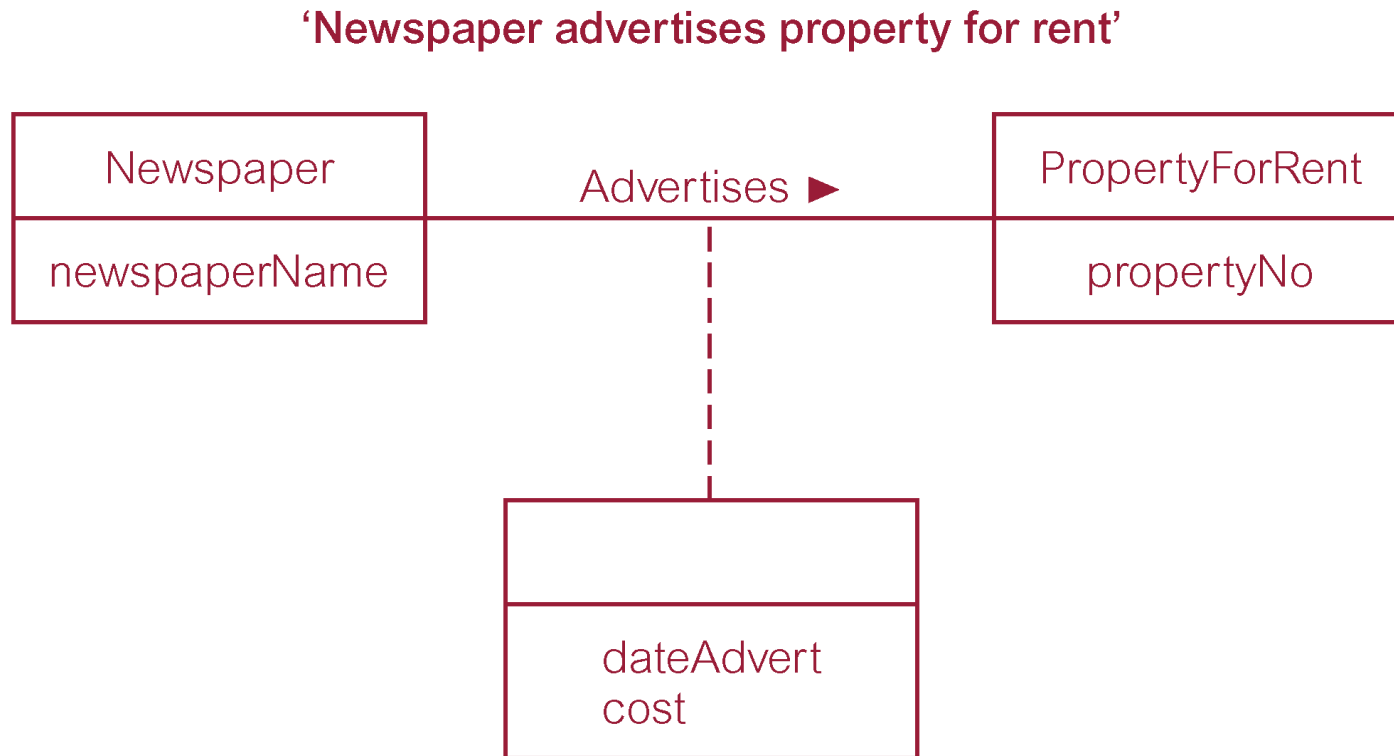 ‘Newspaper advertises property for rent’
Newspaper
Advertises ►
PropertyForRent
newspaperName
propertyNo
dateAdvert
cost